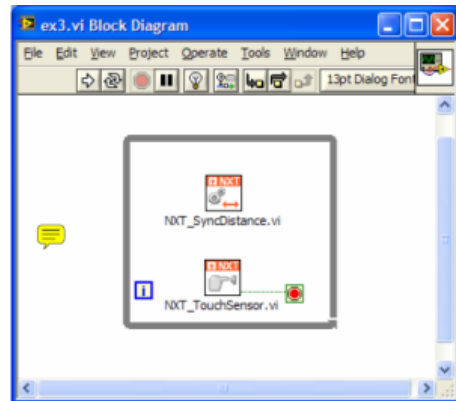 ex3.vi Block Diagram
File Edit View Project Operate Tools Window Help
13pt Dialog Font
NXT
NXT_SyncDistance.vi
i
NXT
NXT_TouchSensor.vi